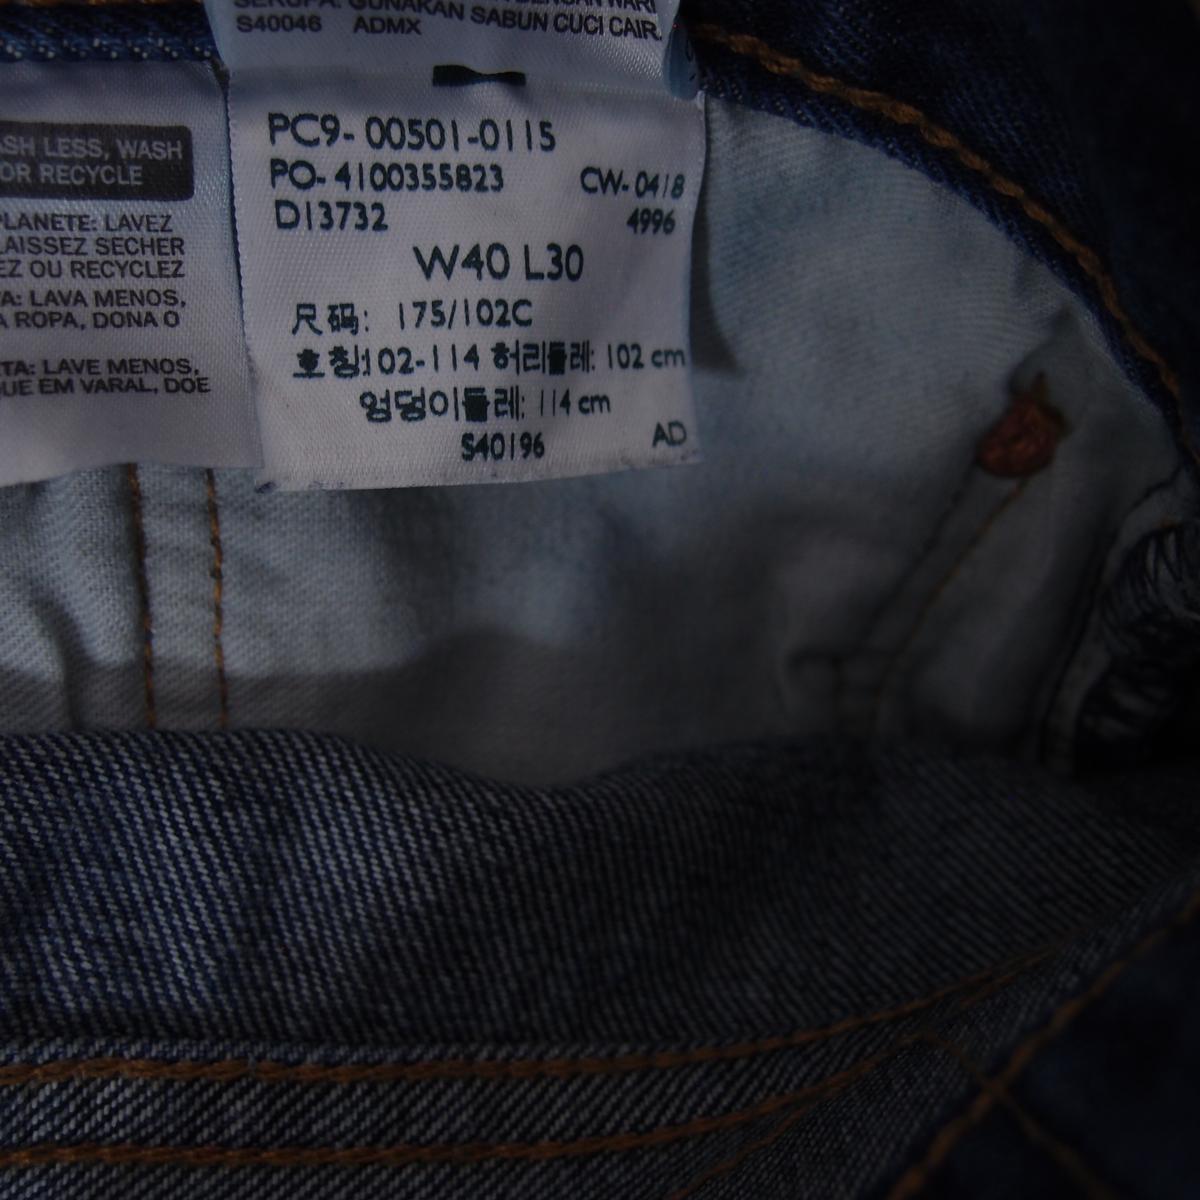 GUNAKAN SABUN CUCI CAIR.
S40046 ADMX
ASH LESS, WASH
OR RECYCLE
PLANETE: LAVEZ
LAISSEZ SECHER
EZ OU RECYCLEZ
TA: LAVA MENOS,
A ROPA, DONA O
TA: LAVE MENOS,
QUE EM VARAL, DOE
PC9- 00501-0115
PO- 4100355823 CW- 0418
D13732 4996
W40 L30
尺码: 175/102C
호칭:102-114 허리둘레: 102 cm
엉덩이둘레: 114 cm
S40196 AD